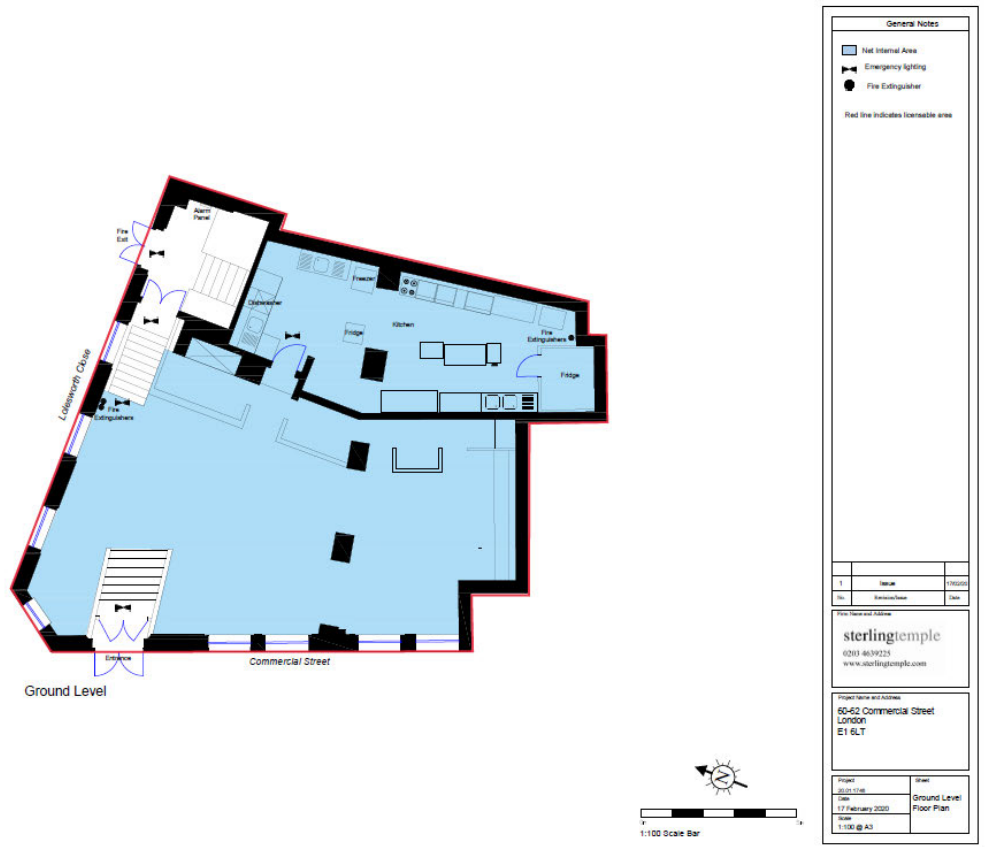 General Notes
Net Internal Area
Emergency lighting
Fire Extinguisher
Red line indicates licensable area
Alarm
Panel
Fire
Exit
Freezer
Dishwasher
Fridge
Kitchen
Fire
Extinguishers
Fridge
Lolesworth Close
Fire
Extinguishers
Entrance
Commercial Street
Ground Level
N
1:100 Scale Bar
1 Issue
No. Revision/Issue Date
Firm Name and Address
sterlingtemple
0203 4639225
www.sterlingtemple.com
Project Name and Address
60-62 Commercial Street
London
E1 6LT
Project
20.01.1746
Sheet
Date
17 February 2020
Ground Level
Floor Plan
Scale
1:100 @ A3